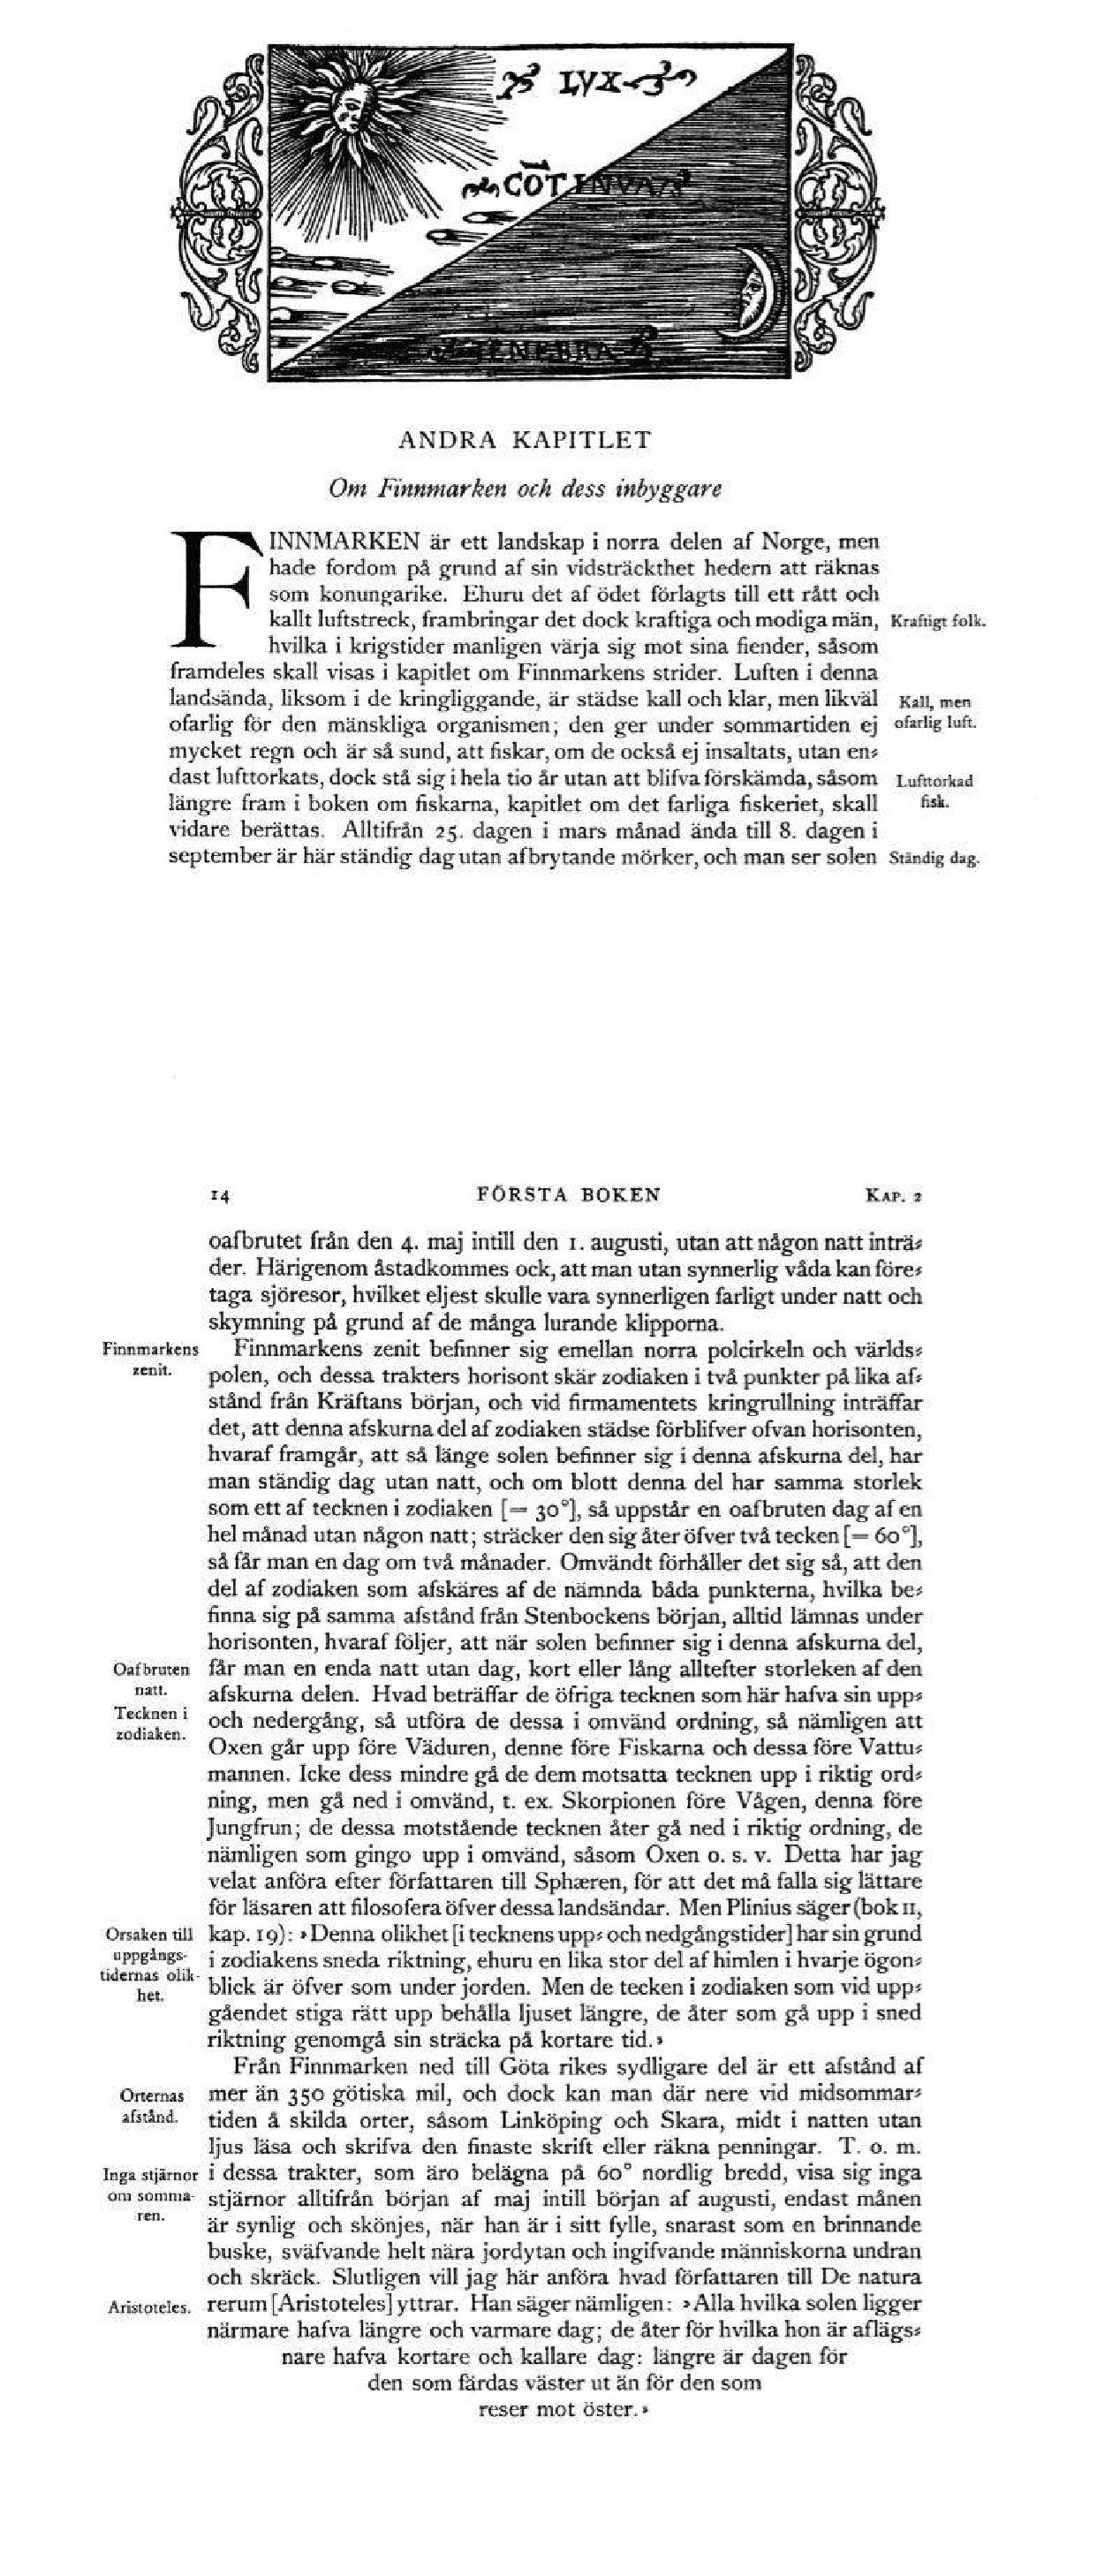 LVX
CŌTINVA
TENEBRA
ANDRA KAPITLET
Om Finnmarken och dess inbyggare
FINNMARKEN är ett landskap i norra delen af Norge, men
hade fordom på grund af sin vidsträckthet hedern att räknas
som konungarike. Ehuru det af ödet förlagts till ett rått och
kallt luftstreck, frambringar det dock kraftiga och modiga män,
Kraftigt folk.
hvilka i krigstider manligen värja sig mot sina fiender, såsom
framdeles skall visas i kapitlet om Finnmarkens strider. Luften i denna
landsända, liksom i de kringliggande, är städse kall och klar, men likväl
Kall, men
ofarlig för den mänskliga organismen; den ger under sommartiden ej
ofarlig luft.
mycket regn och är så sund, att fiskar, om de också ej insaltats, utan en⸗
dast lufttorkats, dock stå sig i hela tio år utan att blifva förskämda, såsom
Lufttorkad
längre fram i boken om fiskarna, kapitlet om det farliga fiskeriet, skall
fisk.
vidare berättas. Alltifrån 25. dagen i mars månad ända till 8. dagen i
september är här ständig dag utan afbrytande mörker, och man ser solen
Ständig dag.
14
FÖRSTA BOKEN
KAP. 2
oafbrutet från den 4. maj intill den 1. augusti, utan att någon natt inträ⸗
der. Härigenom åstadkommes ock, att man utan synnerlig våda kan före⸗
taga sjöresor, hvilket eljest skulle vara synnerligen farligt under natt och
skymning på grund af de många lurande klipporna.
Finnmarkens
Finnmarkens zenit befinner sig emellan norra polcirkeln och världs⸗
zenit.
polen, och dessa trakters horisont skär zodiaken i två punkter på lika af⸗
stånd från Kräftans början, och vid firmamentets kringrullning inträffar
det, att denna afskurna del af zodiaken städse förblifver ofvan horisonten,
hvaraf framgår, att så länge solen befinner sig i denna afskurna del, har
man ständig dag utan natt, och om blott denna del har samma storlek
som ett af tecknen i zodiaken [= 30°], så uppstår en oafbruten dag af en
hel månad utan någon natt; sträcker den sig åter öfver två tecken [= 60°],
så får man en dag om två månader. Omvändt förhåller det sig så, att den
del af zodiaken som afskäres af de nämnda båda punkterna, hvilka be⸗
finna sig på samma afstånd från Stenbockens början, alltid lämnas under
horisonten, hvaraf följer, att när solen befinner sig i denna afskurna del,
Oafbruten
får man en enda natt utan dag, kort eller lång alltefter storleken af den
natt.
afskurna delen. Hvad beträffar de öfriga tecknen som här hafva sin upp⸗
Tecknen i
och nedergång, så utföra de dessa i omvänd ordning, så nämligen att
zodiaken.
Oxen går upp före Väduren, denne före Fiskarna och dessa före Vattu⸗
mannen. Icke dess mindre gå de dem motsatta tecknen upp i riktig ord⸗
ning, men gå ned i omvänd, t. ex. Skorpionen före Vågen, denna före
Jungfrun; de dessa motstående tecknen åter gå ned i riktig ordning, de
nämligen som gingo upp i omvänd, såsom Oxen o. s. v. Detta har jag
velat anföra efter författaren till Sphæren, för att det må falla sig lättare
för läsaren att filosofera öfver dessa landsändar. Men Plinius säger (bok II,
Orsaken till
kap. 19): »Denna olikhet [i tecknens upp⸗ och nedgångstider] har sin grund
uppgångs-
i zodiakens sneda riktning, ehuru en lika stor del af himlen i hvarje ögon⸗
tidernas olik-
blick är öfver som under jorden. Men de tecken i zodiaken som vid upp⸗
het.
gåendet stiga rätt upp behålla ljuset längre, de åter som gå upp i sned
riktning genomgå sin sträcka på kortare tid.»
Från Finnmarken ned till Göta rikes sydligare del är ett afstånd af
Orternas
mer än 350 götiska mil, och dock kan man där nere vid midsommar⸗
afstånd.
tiden å skilda orter, såsom Linköping och Skara, midt i natten utan
ljus läsa och skrifva den finaste skrift eller räkna penningar. T. o. m.
Inga stjärnor
i dessa trakter, som äro belägna på 60° nordlig bredd, visa sig inga
om somma-
stjärnor alltifrån början af maj intill början af augusti, endast månen
ren.
är synlig och skönjes, när han är i sitt fylle, snarast som en brinnande
buske, sväfvande helt nära jordytan och ingifvande människorna undran
och skräck. Slutligen vill jag här anföra hvad författaren till De natura
Aristoteles.
rerum [Aristoteles] yttrar. Han säger nämligen: »Alla hvilka solen ligger
närmare hafva längre och varmare dag; de åter för hvilka hon är aflägs⸗
nare hafva kortare och kallare dag: längre är dagen för
den som färdas väster ut än för den som
reser mot öster.»